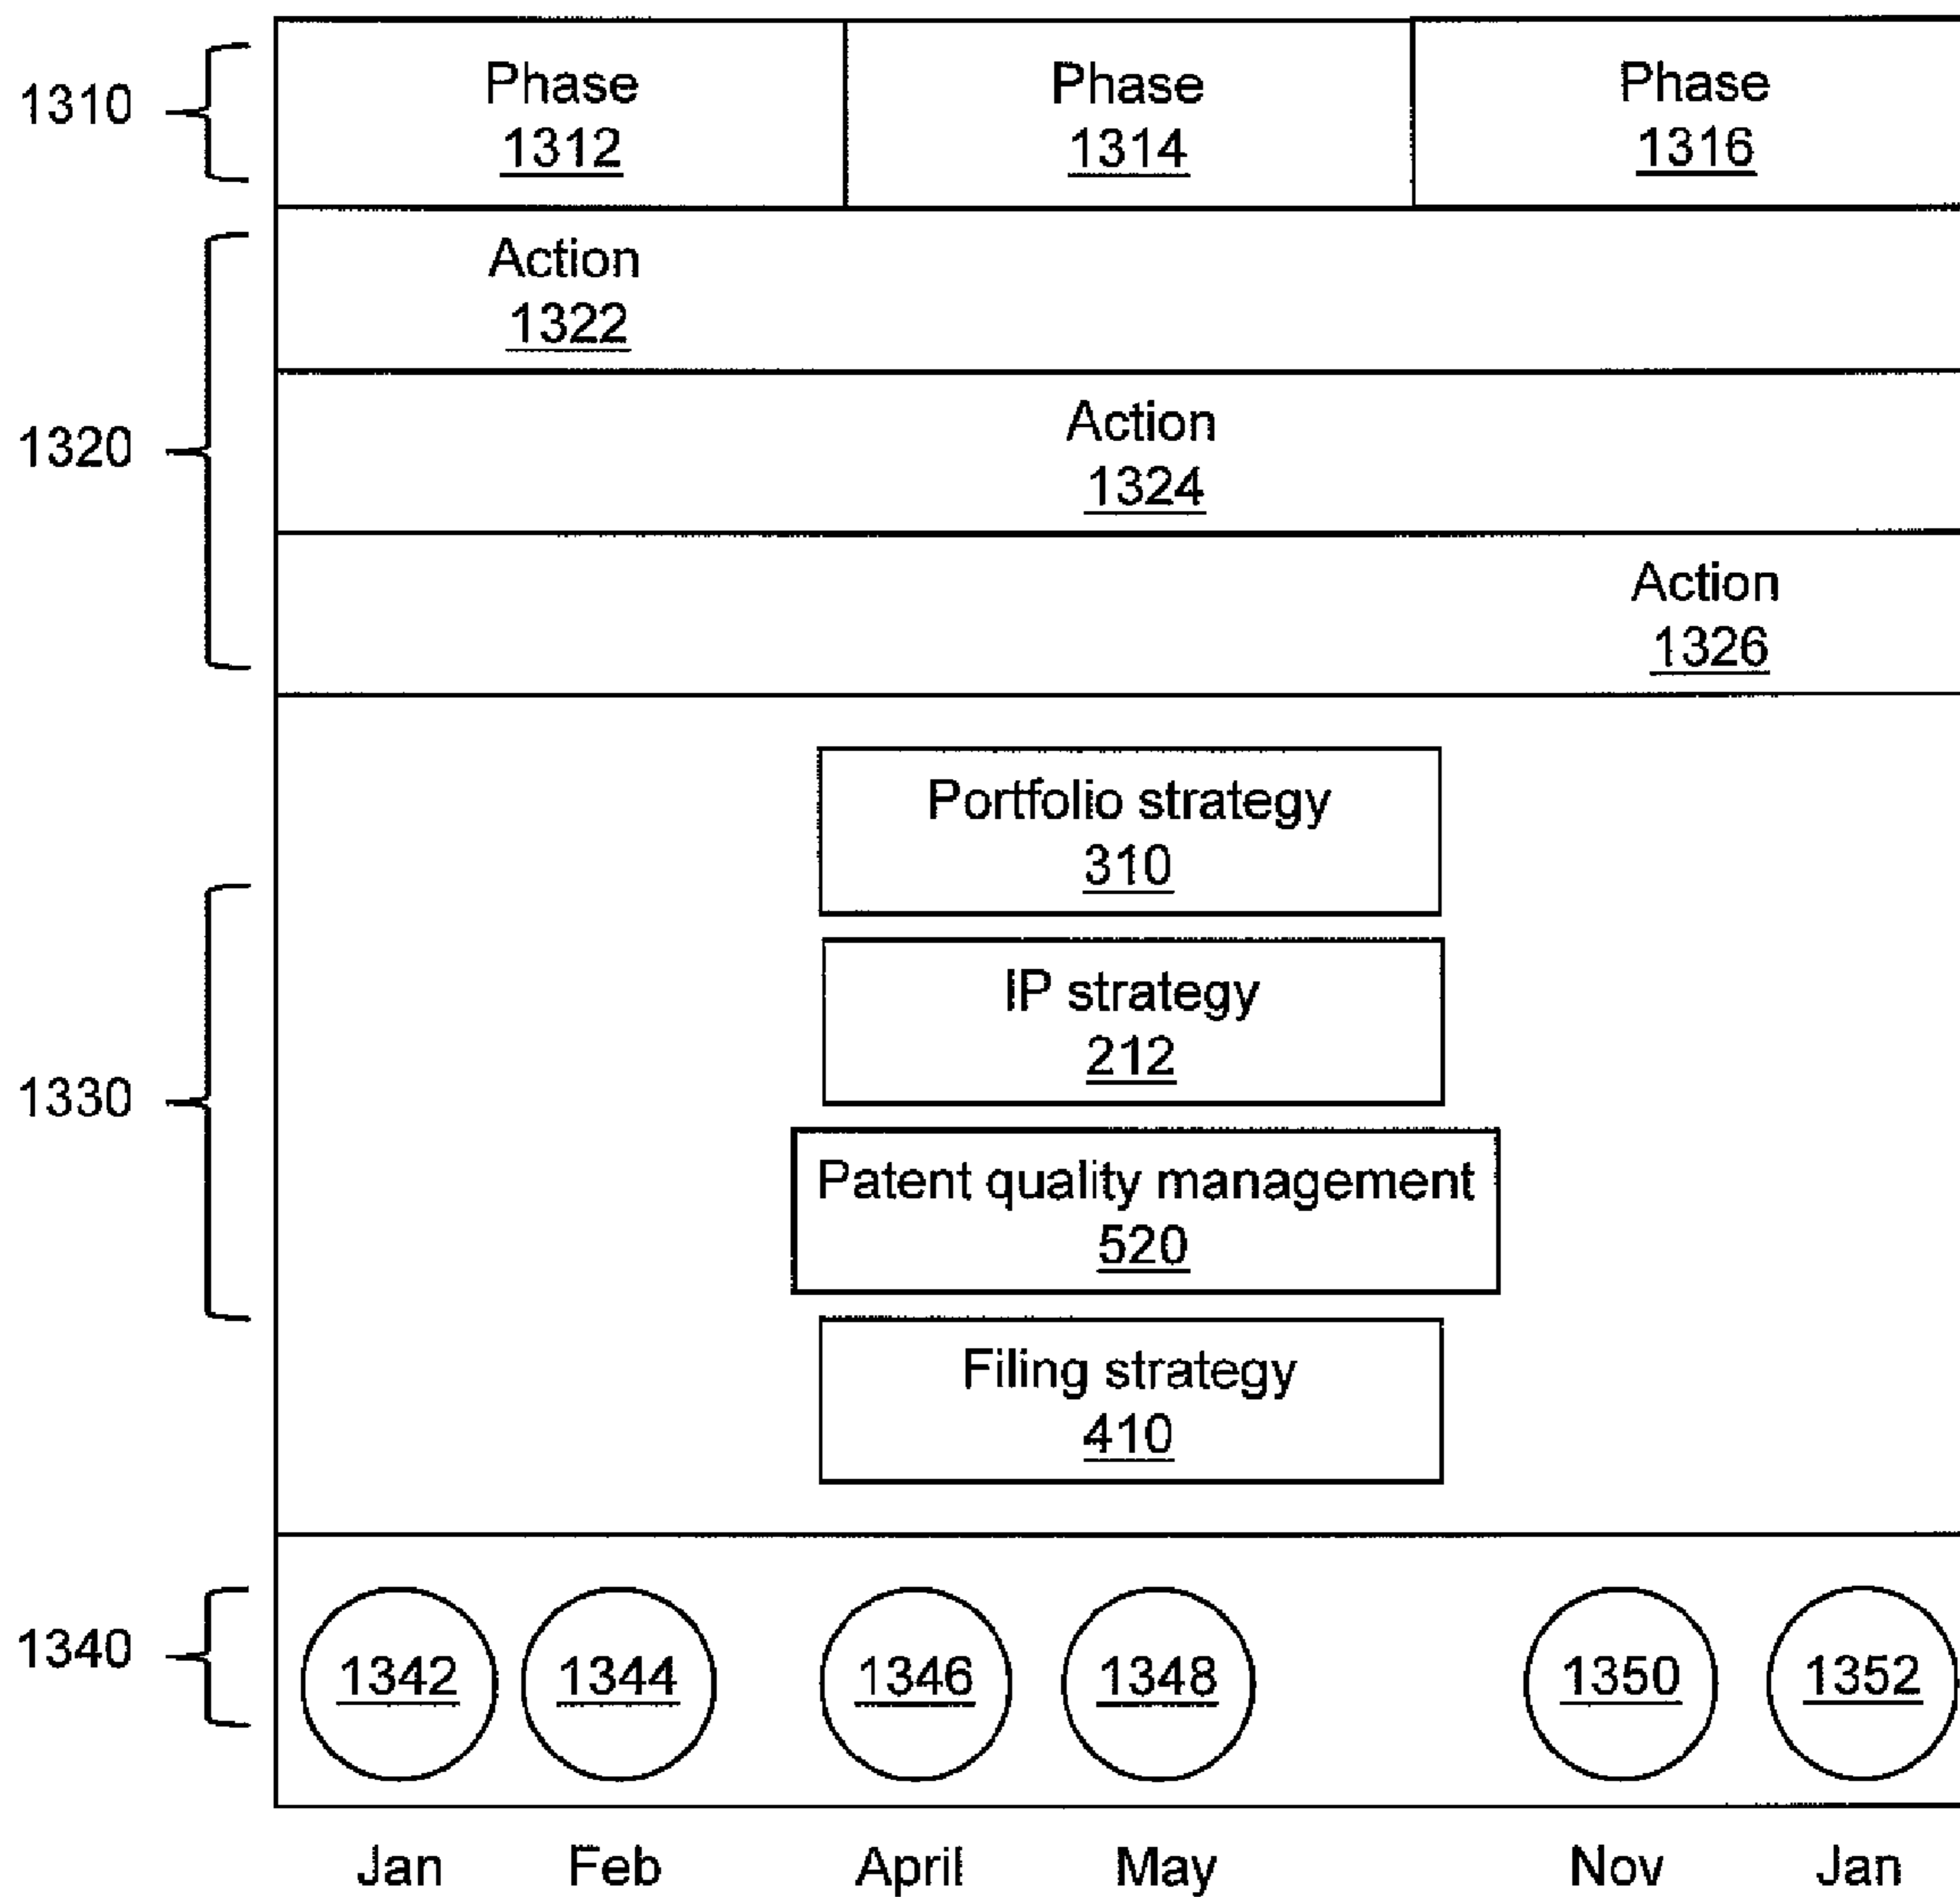 1310
Phase
1312
Phase
1314
Phase
1316
1320
Action
1322
Action
1324
Action
1326
1330
Portfolio strategy
310
IP strategy
212
Patent quality management
520
Filing strategy
410
1340
1342
1344
1346
1348
1350
1352
Jan
Feb
April
May
Nov
Jan